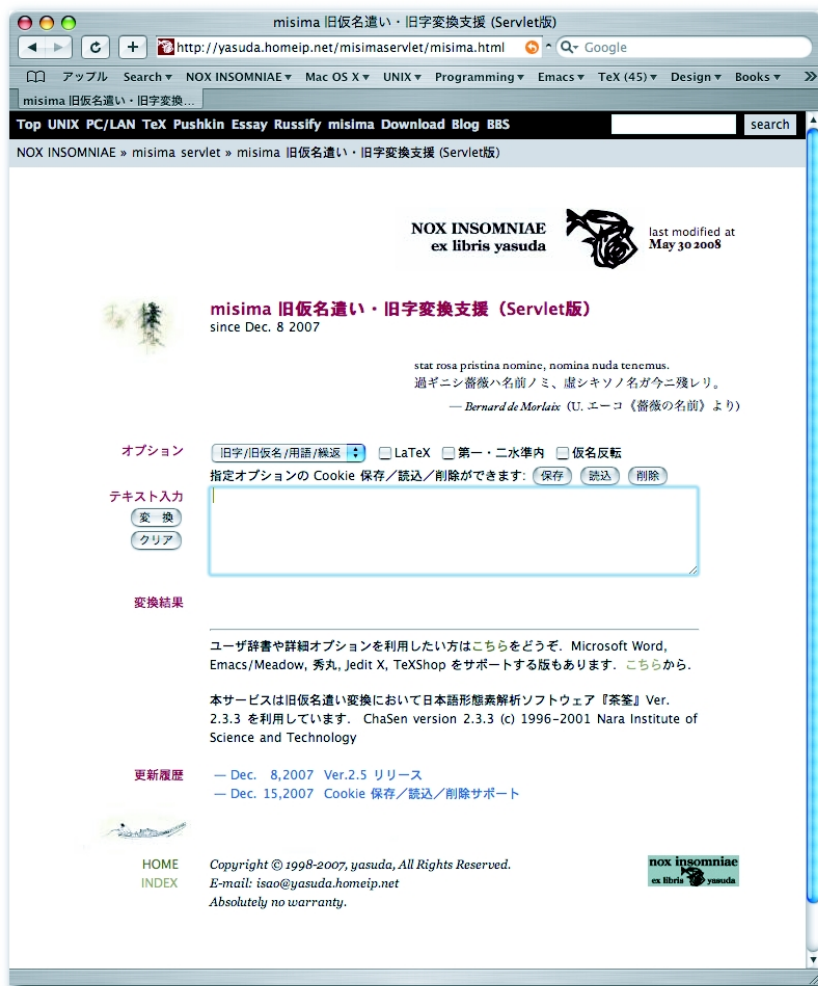 misima 旧仮名遣い・旧字変換支援 (Servlet版)
http://yasuda.homeip.net/misimaservlet/misima.html
Google
アップル Search NOX INSOMNIAE Mac OS X UNIX Programming Emacs TeX (45) Design Books
misima 旧仮名遣い・旧字変換...
Top UNIX PC/LAN TeX Pushkin Essay Russify misima Download Blog BBS
search
NOX INSOMNIAE » misima servlet » misima 旧仮名遣い・旧字変換支援 (Servlet版)
NOX INSOMNIAE
ex libris yasuda
last modified at
May 30 2008
misima 旧仮名遣い・旧字変換支援（Servlet版）
since Dec. 8 2007
stat rosa pristina nomine, nomina nuda tenemus.
過ギニシ薔薇ハ名前ノミ、虚シキソノ名ガ今ニ殘レリ。
— Bernard de Morlaix（U. エーコ《薔薇の名前》より）
オプション 旧字/旧仮名/用語/繰返 LaTeX 第一・二水準内 仮名反転
指定オプションの Cookie 保存／読込／削除ができます: 保存 読込 削除
テキスト入力
変 換
クリア
変換結果
ユーザ辞書や詳細オプションを利用したい方はこちらをどうぞ．Microsoft Word,
Emacs/Meadow, 秀丸, Jedit X, TeXShop をサポートする版もあります．こちらから.
本サービスは旧仮名遣い変換において日本語形態素解析ソフトウェア『茶筌』Ver.
2.3.3 を利用しています． ChaSen version 2.3.3 (c) 1996-2001 Nara Institute of
Science and Technology
更新履歴 — Dec. 8,2007 Ver.2.5 リリース
— Dec. 15,2007 Cookie 保存／読込／削除サポート
HOME
INDEX
Copyright © 1998-2007, yasuda, All Rights Reserved.
E-mail: isao@yasuda.homeip.net
Absolutely no warranty.
nox insomniae
ex libris yasuda